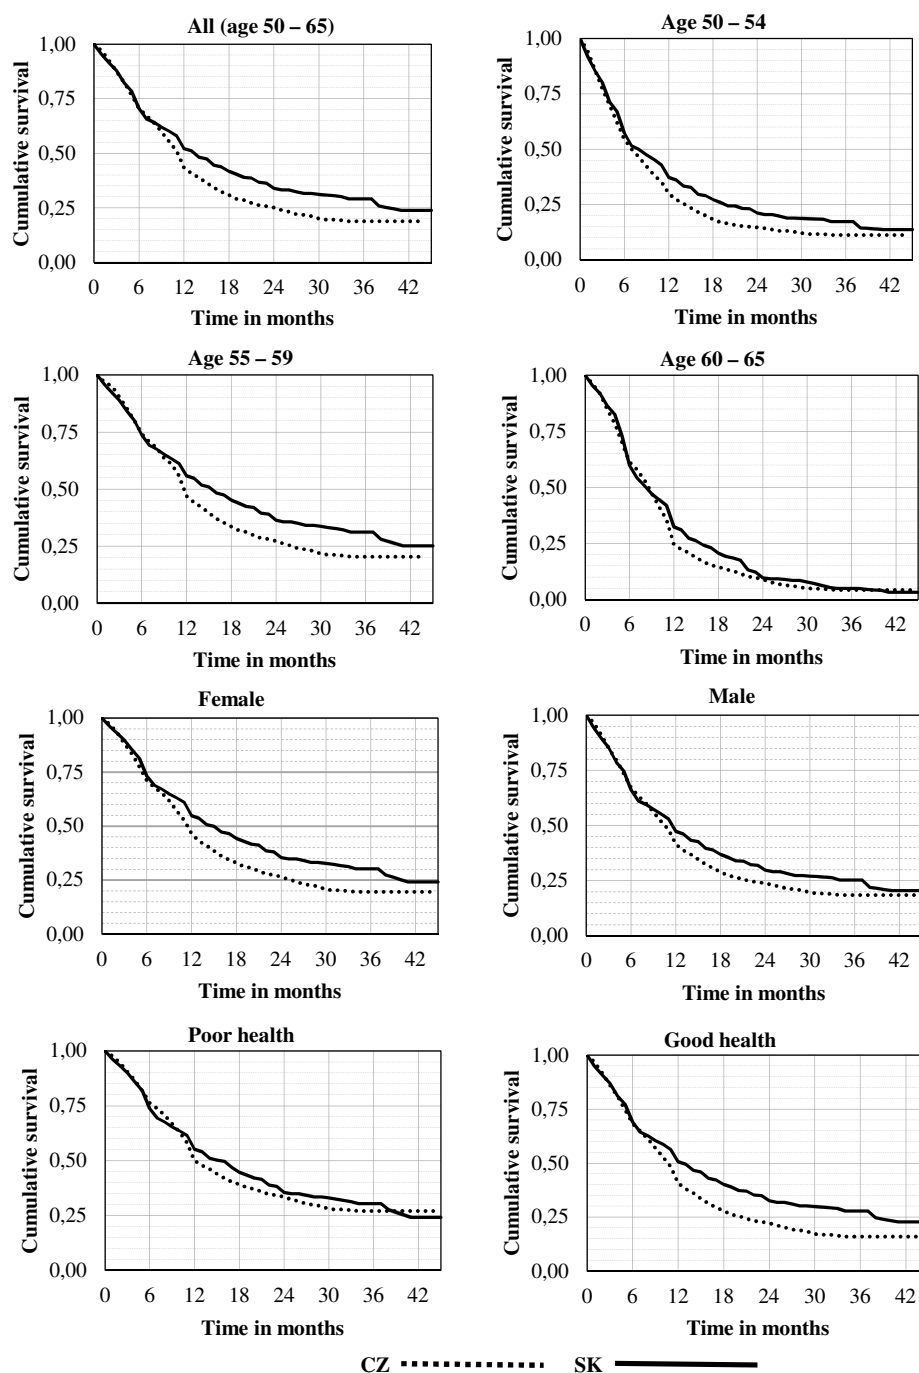 All (age 50 – 65)
Cumulative survival
1,00
0,75
0,50
0,25
0,00
0 6 12 18 24 30 36 42
Time in months
Age 50 – 54
Cumulative survival
1,00
0,75
0,50
0,25
0,00
0 6 12 18 24 30 36 42
Time in months
Age 55 – 59
Cumulative survival
1,00
0,75
0,50
0,25
0,00
0 6 12 18 24 30 36 42
Time in months
Age 60 – 65
Cumulative survival
1,00
0,75
0,50
0,25
0,00
0 6 12 18 24 30 36 42
Time in months
Female
Cumulative survival
1,00
0,75
0,50
0,25
0,00
0 6 12 18 24 30 36 42
Time in months
Male
Cumulative survival
1,00
0,75
0,50
0,25
0,00
0 6 12 18 24 30 36 42
Time in months
Poor health
Cumulative survival
1,00
0,75
0,50
0,25
0,00
0 6 12 18 24 30 36 42
Time in months
Good health
Cumulative survival
1,00
0,75
0,50
0,25
0,00
0 6 12 18 24 30 36 42
Time in months
CZ SK